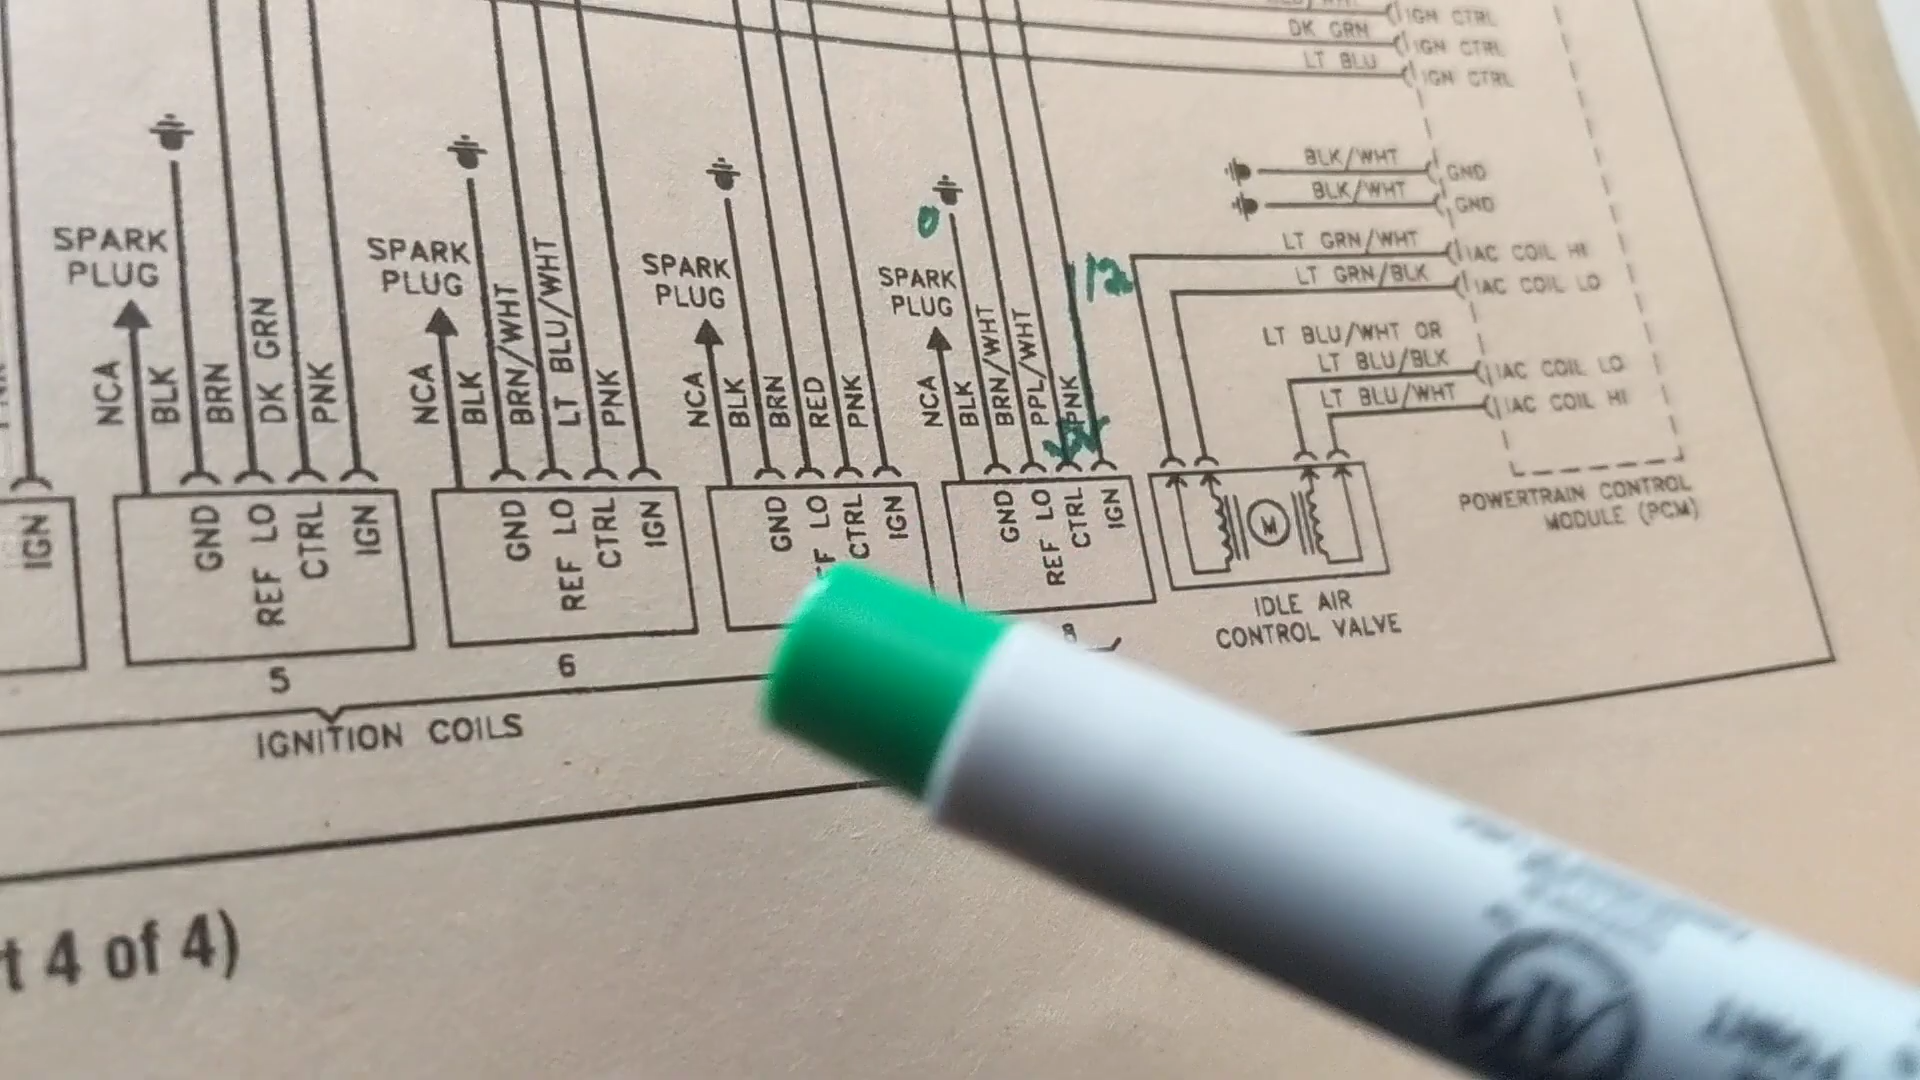 IGN CTRL
DK GRN
IGN CTRL
LT BLU
IGN CTRL
BLK/WHT
GND
BLK/WHT
GND
LT GRN/WHT
IAC COIL HI
LT GRN/BLK
IAC COIL LO
LT BLU/WHT OR
LT BLU/BLK
IAC COIL LO
LT BLU/WHT
IAC COIL HI
POWERTRAIN CONTROL
MODULE (PCM)
SPARK
PLUG
NCA
BLK
BRN
DK GRN
PNK
SPARK
PLUG
NCA
BLK
BRN/WHT
LT BLU/WHT
PNK
SPARK
PLUG
NCA
BLK
BRN
RED
PNK
0
SPARK
PLUG
NCA
BLK
BRN/WHT
PPL/WHT
PNK
12
IGN
GND
REF LO
CTRL
IGN
GND
REF LO
CTRL
IGN
GND
LO
CTRL
IGN
GND
REF LO
CTRL
IGN
M
IDLE AIR
CONTROL VALVE
5
6
8
IGNITION COILS
t 4 of 4)